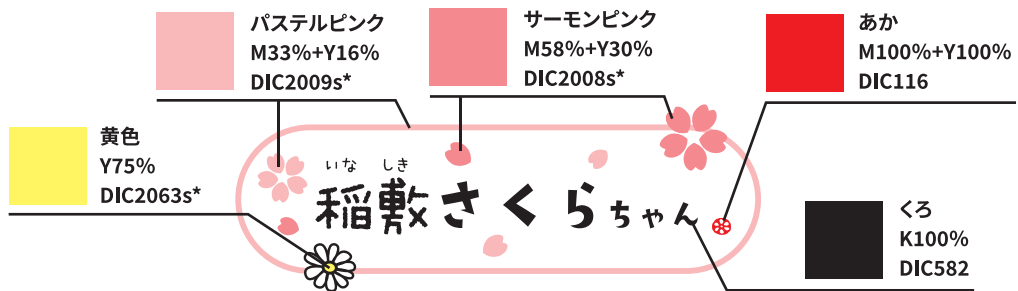 パステルピンク
M33%+Y16%
DIC2009s*
サーモンピンク
M58%+Y30%
DIC2008s*
あか
M100%+Y100%
DIC116
黄色
Y75%
DIC2063s*
いな しき
稲敷さくらちゃん
くろ
K100%
DIC582